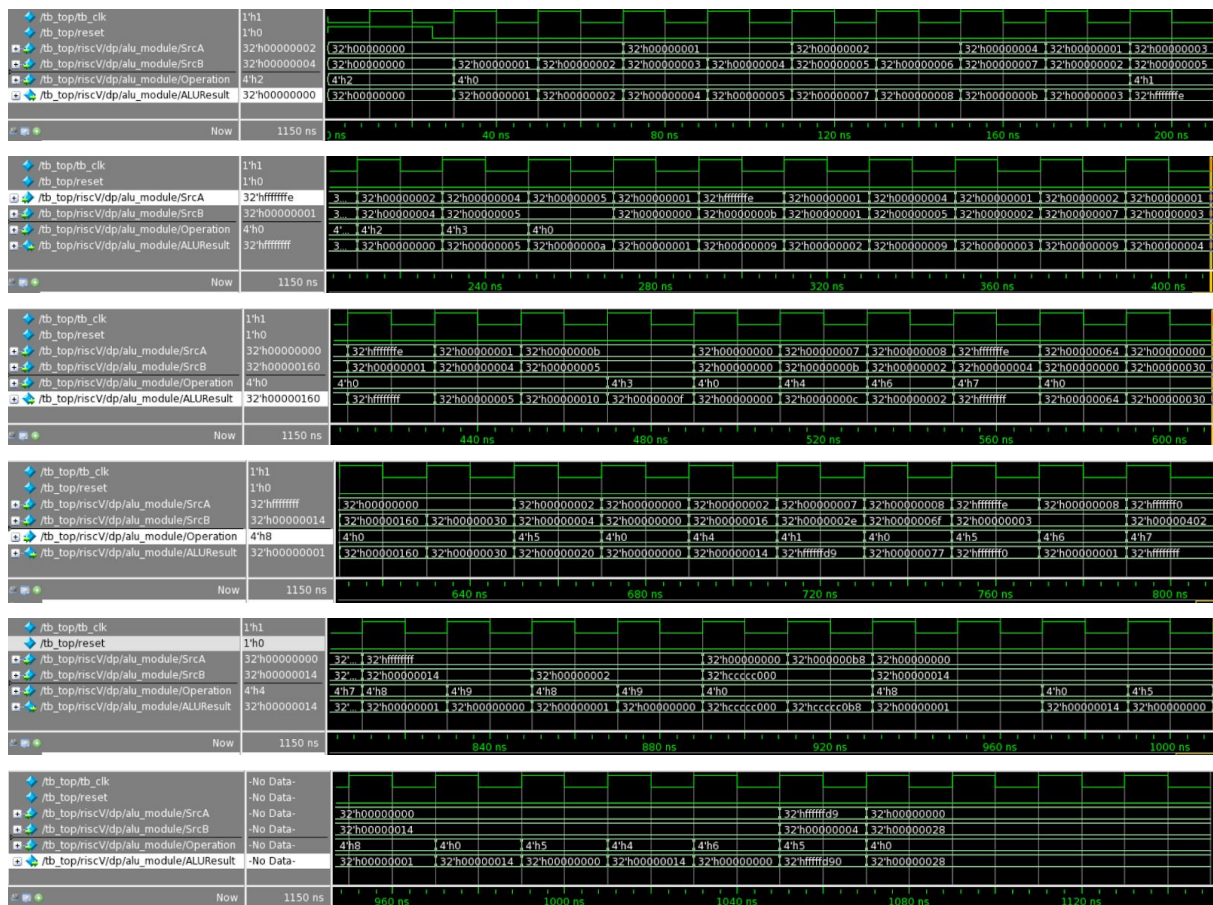 /tb_top/tb_clk 1'h1
/tb_top/reset 1'h0
/tb_top/riscV/dp/alu_module/SrcA 32'h00000002 32'h00000000 32'h00000001 32'h00000002 32'h00000004 32'h00000001 32'h00000003
/tb_top/riscV/dp/alu_module/SrcB 32'h00000004 32'h00000000 32'h00000001 32'h00000002 32'h00000003 32'h00000004 32'h00000005 32'h00000006 32'h00000007 32'h00000002 32'h00000005
/tb_top/riscV/dp/alu_module/Operation 4'h2 4'h2 4'h0 4'h1
/tb_top/riscV/dp/alu_module/ALUResult 32'h00000000 32'h00000000 32'h00000001 32'h00000002 32'h00000004 32'h00000005 32'h00000007 32'h00000008 32'h0000000b 32'h00000003 32'hfffffffe
Now 1150 ns ns 40 ns 80 ns 120 ns 160 ns 200 ns
/tb_top/tb_clk 1'h1
/tb_top/reset 1'h0
/tb_top/riscV/dp/alu_module/SrcA 32'hfffffffe 3... 32'h00000002 32'h00000004 32'h00000005 32'h00000001 32'hfffffffe 32'h00000001 32'h00000004 32'h00000001 32'h00000002 32'h00000001
/tb_top/riscV/dp/alu_module/SrcB 32'h00000001 3... 32'h00000004 32'h00000005 32'h00000000 32'h0000000b 32'h00000001 32'h00000005 32'h00000002 32'h00000007 32'h00000003
/tb_top/riscV/dp/alu_module/Operation 4'h0 4'... 4'h2 4'h3 4'h0
/tb_top/riscV/dp/alu_module/ALUResult 32'hffffffff 3... 32'h00000000 32'h00000005 32'h0000000a 32'h00000001 32'h00000009 32'h00000002 32'h00000009 32'h00000003 32'h00000009 32'h00000004
Now 1150 ns 240 ns 280 ns 320 ns 360 ns 400 ns
/tb_top/tb_clk 1'h1
/tb_top/reset 1'h0
/tb_top/riscV/dp/alu_module/SrcA 32'h00000000 32'hfffffffe 32'h00000001 32'h0000000b 32'h00000000 32'h00000007 32'h00000008 32'hfffffffe 32'h00000064 32'h00000000
/tb_top/riscV/dp/alu_module/SrcB 32'h00000160 32'h00000001 32'h00000004 32'h00000005 32'h00000000 32'h0000000b 32'h00000002 32'h00000004 32'h00000000 32'h00000030
/tb_top/riscV/dp/alu_module/Operation 4'h0 4'h0 4'h3 4'h0 4'h4 4'h6 4'h7 4'h0
/tb_top/riscV/dp/alu_module/ALUResult 32'h00000160 32'hffffffff 32'h00000005 32'h00000010 32'h0000000f 32'h00000000 32'h0000000c 32'h00000002 32'hffffffff 32'h00000064 32'h00000030
Now 1150 ns 440 ns 480 ns 520 ns 560 ns 600 ns
/tb_top/tb_clk 1'h1
/tb_top/reset 1'h0
/tb_top/riscV/dp/alu_module/SrcA 32'hffffffff 32'h00000000 32'h00000002 32'h00000000 32'h00000002 32'h00000007 32'h00000008 32'hfffffffe 32'h00000008 32'hfffffff0
/tb_top/riscV/dp/alu_module/SrcB 32'h00000014 32'h00000160 32'h00000030 32'h00000004 32'h00000000 32'h00000016 32'h0000002e 32'h0000006f 32'h00000003 32'h00000402
/tb_top/riscV/dp/alu_module/Operation 4'h8 4'h0 4'h5 4'h0 4'h4 4'h1 4'h0 4'h5 4'h6 4'h7
/tb_top/riscV/dp/alu_module/ALUResult 32'h00000001 32'h00000160 32'h00000030 32'h00000020 32'h00000000 32'h00000014 32'hffffffd9 32'h00000077 32'hfffffff0 32'h00000001 32'hffffffff
Now 1150 ns 640 ns 680 ns 720 ns 760 ns 800 ns
/tb_top/tb_clk 1'h1
/tb_top/reset 1'h0
/tb_top/riscV/dp/alu_module/SrcA 32'h00000000 32'... 32'hffffffff 32'h00000000 32'h000000b8 32'h00000000
/tb_top/riscV/dp/alu_module/SrcB 32'h00000014 32'... 32'h00000014 32'h00000002 32'hccccc000 32'h00000014
/tb_top/riscV/dp/alu_module/Operation 4'h4 4'h7 4'h8 4'h9 4'h8 4'h9 4'h0 4'h8 4'h0 4'h5
/tb_top/riscV/dp/alu_module/ALUResult 32'h00000014 32'... 32'h00000001 32'h00000000 32'h00000001 32'h00000000 32'hccccc000 32'hccccc0b8 32'h00000001 32'h00000014 32'h00000000
Now 1150 ns 840 ns 880 ns 920 ns 960 ns 1000 ns
/tb_top/tb_clk -No Data-
/tb_top/reset -No Data-
/tb_top/riscV/dp/alu_module/SrcA -No Data- 32'h00000000 32'hffffffd9 32'h00000000
/tb_top/riscV/dp/alu_module/SrcB -No Data- 32'h00000014 32'h00000004 32'h00000028
/tb_top/riscV/dp/alu_module/Operation -No Data- 4'h8 4'h0 4'h5 4'h4 4'h6 4'h5 4'h0
/tb_top/riscV/dp/alu_module/ALUResult -No Data- 32'h00000001 32'h00000014 32'h00000000 32'h00000014 32'h00000000 32'hfffffd90 32'h00000028
Now 1150 ns 960 ns 1000 ns 1040 ns 1080 ns 1120 ns